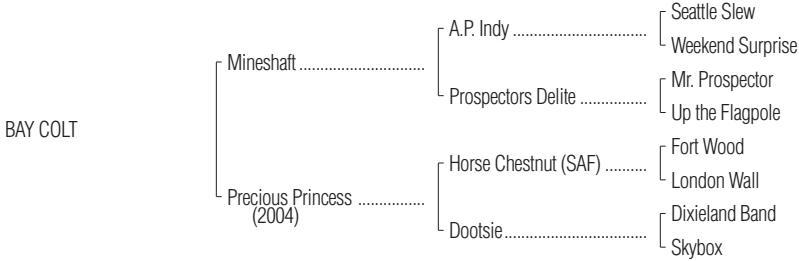 Seattle Slew
A.P. Indy ................................
Weekend Surprise
Mineshaft ..............................
Mr. Prospector
Prospectors Delite ................
Up the Flagpole
BAY COLT
Fort Wood
Horse Chestnut (SAF) ..........
London Wall
Precious Princess ................
(2004)
Dixieland Band
Dootsie..................................
Skybox